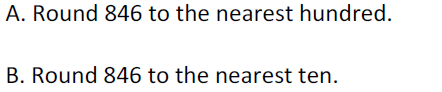 A. Round 846 to the nearest hundred.
B. Round 846 to the nearest ten.